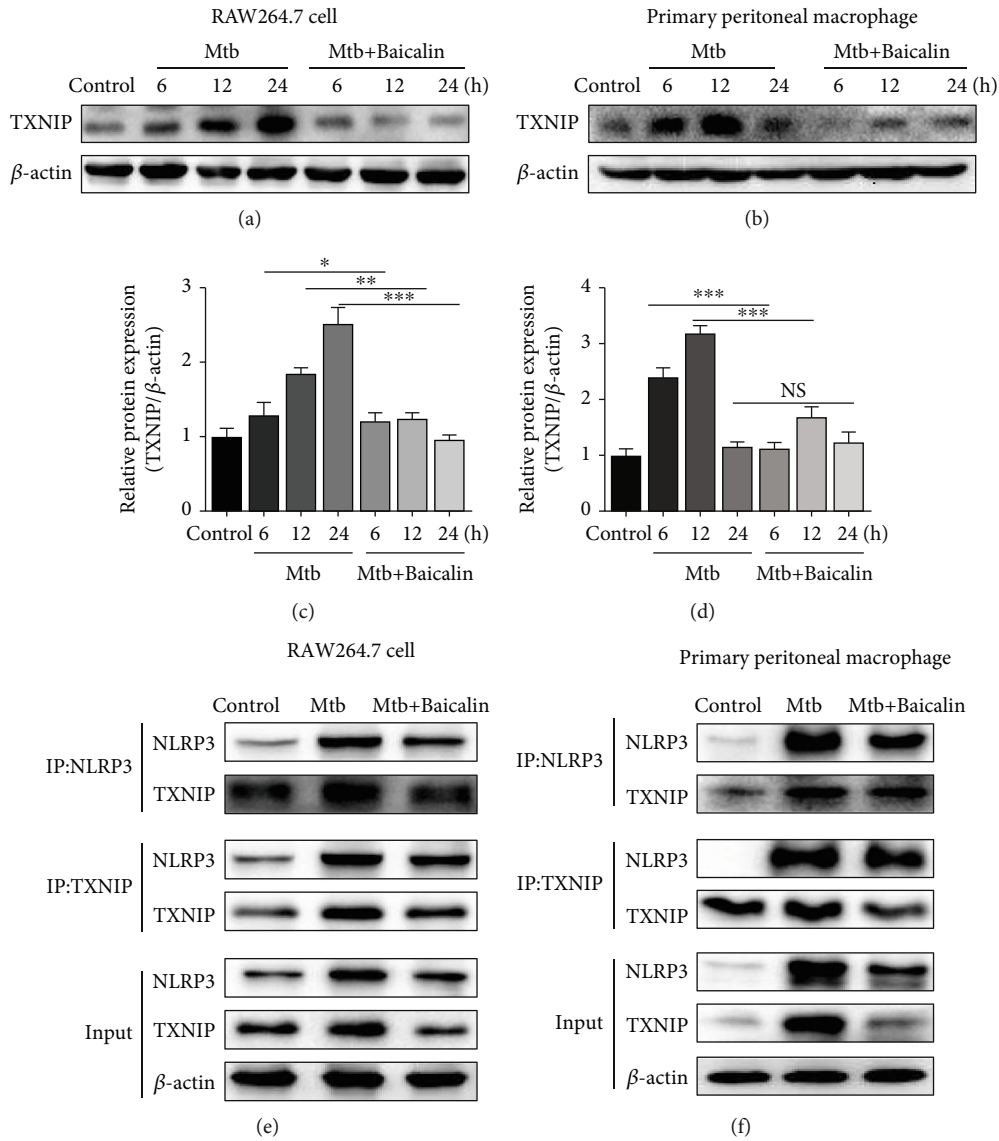 RAW264.7 cell
Mtb
Mtb+Baicalin
Control 6 12 24 6 12 24 (h)
TXNIP
β-actin
(a)
Primary peritoneal macrophage
Mtb
Mtb+Baicalin
Control 6 12 24 6 12 24 (h)
TXNIP
β-actin
(b)
Relative protein expression
(TXNIP/β-actin)
3
2
1
0
*
**
***
Control 6 12 24 6 12 24 (h)
Mtb
Mtb+Baicalin
(c)
Relative protein expression
(TXNIP/β-actin)
4
3
2
1
0
***
***
NS
Control 6 12 24 6 12 24 (h)
Mtb
Mtb+Baicalin
(d)
RAW264.7 cell
Control Mtb Mtb+Baicalin
IP:NLRP3
NLRP3
TXNIP
IP:TXNIP
NLRP3
TXNIP
Input
NLRP3
TXNIP
β-actin
(e)
Primary peritoneal macrophage
Control Mtb Mtb+Baicalin
IP:NLRP3
NLRP3
TXNIP
IP:TXNIP
NLRP3
TXNIP
Input
NLRP3
TXNIP
β-actin
(f)